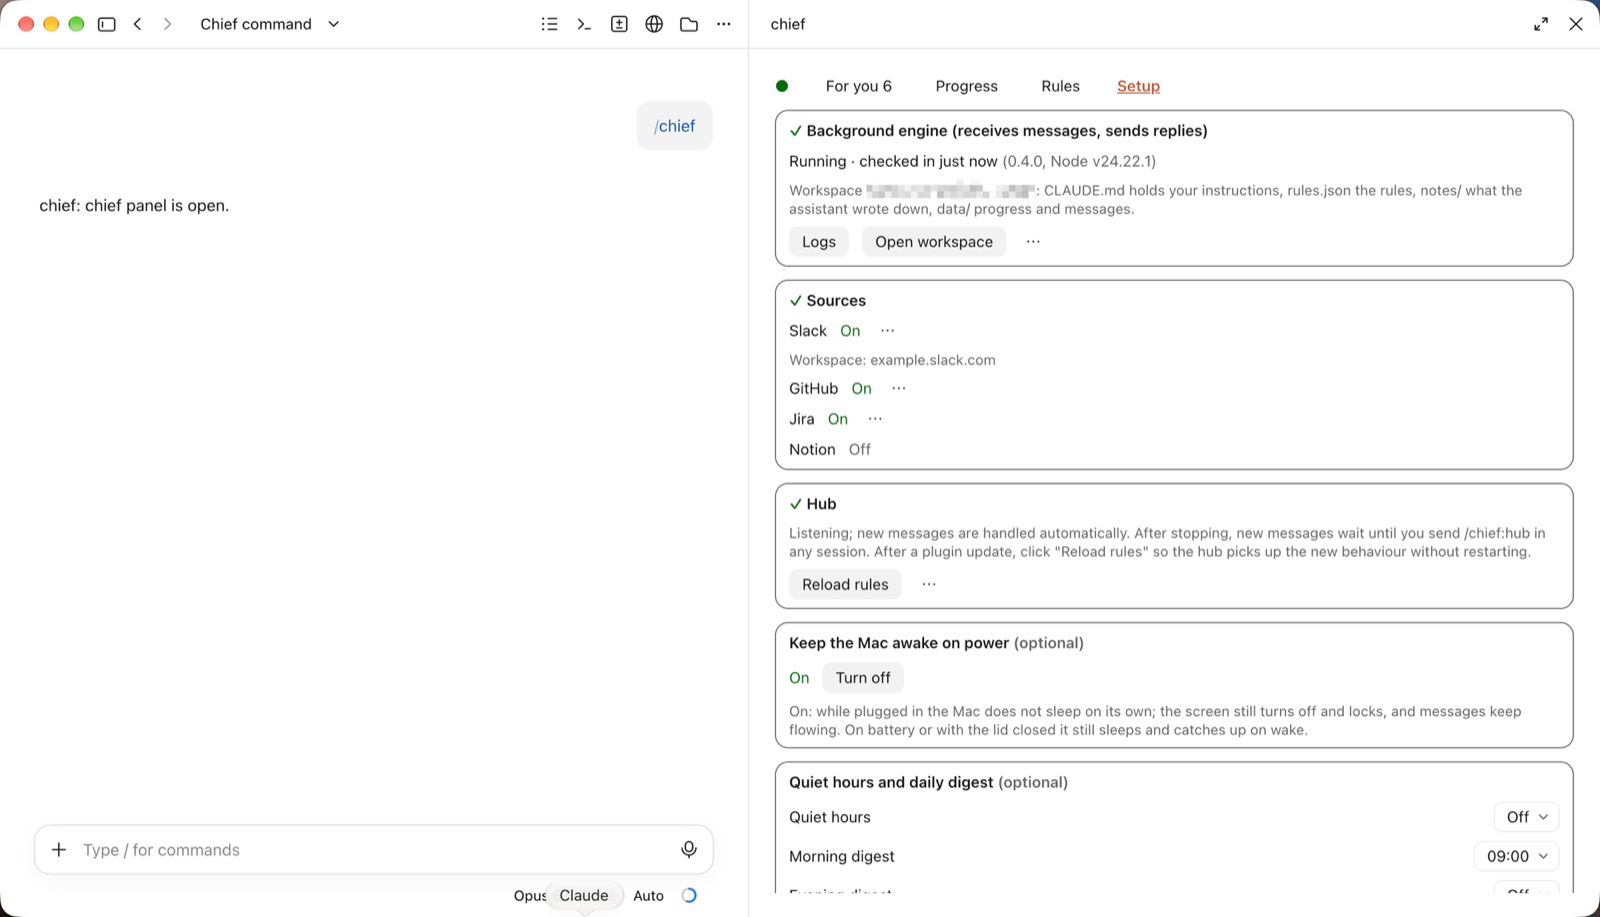 Chief command
chief
For you 6
Progress
Rules
Setup
/chief
chief: chief panel is open.
✓ Background engine (receives messages, sends replies)
Running · checked in just now (0.4.0, Node v24.22.1)
Workspace : CLAUDE.md holds your instructions, rules.json the rules, notes/ what the
assistant wrote down, data/ progress and messages.
Logs
Open workspace
✓ Sources
Slack On
Workspace: example.slack.com
GitHub On
Jira On
Notion Off
✓ Hub
Listening; new messages are handled automatically. After stopping, new messages wait until you send /chief:hub in
any session. After a plugin update, click "Reload rules" so the hub picks up the new behaviour without restarting.
Reload rules
Keep the Mac awake on power (optional)
On
Turn off
On: while plugged in the Mac does not sleep on its own; the screen still turns off and locks, and messages keep
flowing. On battery or with the lid closed it still sleeps and catches up on wake.
Quiet hours and daily digest (optional)
Quiet hours
Off
Morning digest
09:00
Type / for commands
Opus
Claude
Auto